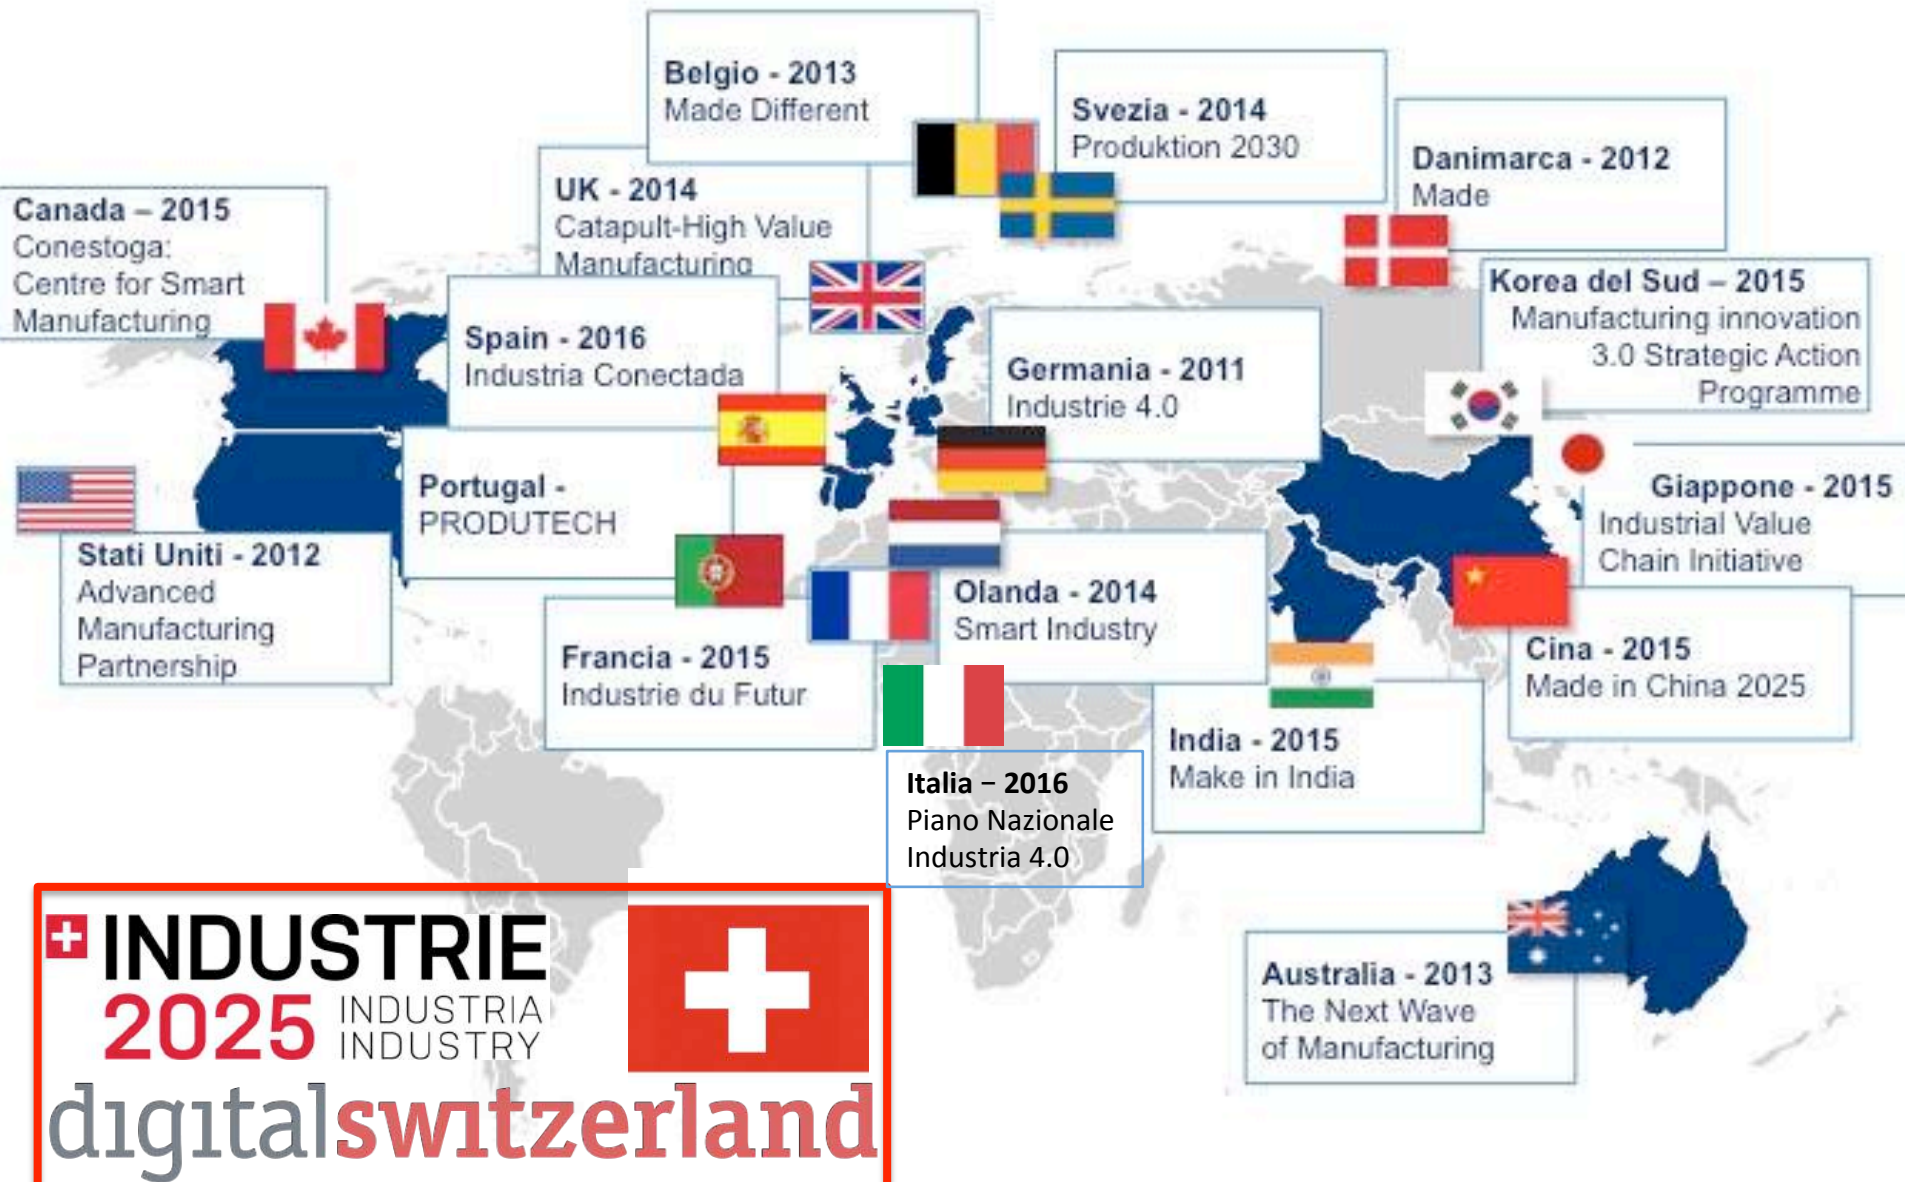 Belgio - 2013
Made Different
Svezia - 2014
Produktion 2030
Danimarca - 2012
Made
UK - 2014
Catapult-High Value
Manufacturing
Canada – 2015
Conestoga:
Centre for Smart
Manufacturing
Korea del Sud – 2015
Manufacturing innovation
3.0 Strategic Action
Programme
Spain - 2016
Industria Conectada
Germania - 2011
Industrie 4.0
Portugal -
PRODUTECH
Giappone - 2015
Industrial Value
Chain Initiative
Stati Uniti - 2012
Advanced
Manufacturing
Partnership
Olanda - 2014
Smart Industry
Francia - 2015
Industrie du Futur
Cina - 2015
Made in China 2025
India - 2015
Make in India
Italia – 2016
Piano Nazionale
Industria 4.0
Australia - 2013
The Next Wave
of Manufacturing
INDUSTRIE
2025 INDUSTRIA
INDUSTRY
digitalswitzerland